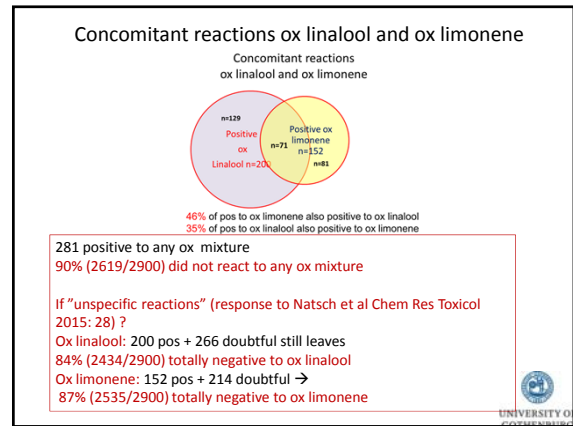 Concomitant reactions ox linalool and ox limonene
Concomitant reactions
ox linalool and ox limonene
n=129
Positive
ox
Linalool n=200
n=71
Positive ox
limonene
n=152
n=81
46% of pos to ox limonene also positive to ox linalool
35% of pos to ox linalool also positive to ox limonene
281 positive to any ox mixture
90% (2619/2900) did not react to any ox mixture
If ”unspecific reactions” (response to Natsch et al Chem Res Toxicol
2015: 28) ?
Ox linalool: 200 pos + 266 doubtful still leaves
84% (2434/2900) totally negative to ox linalool
Ox limonene: 152 pos + 214 doubtful →
87% (2535/2900) totally negative to ox limonene
UNIVERSITY OF
GOTHENBURG